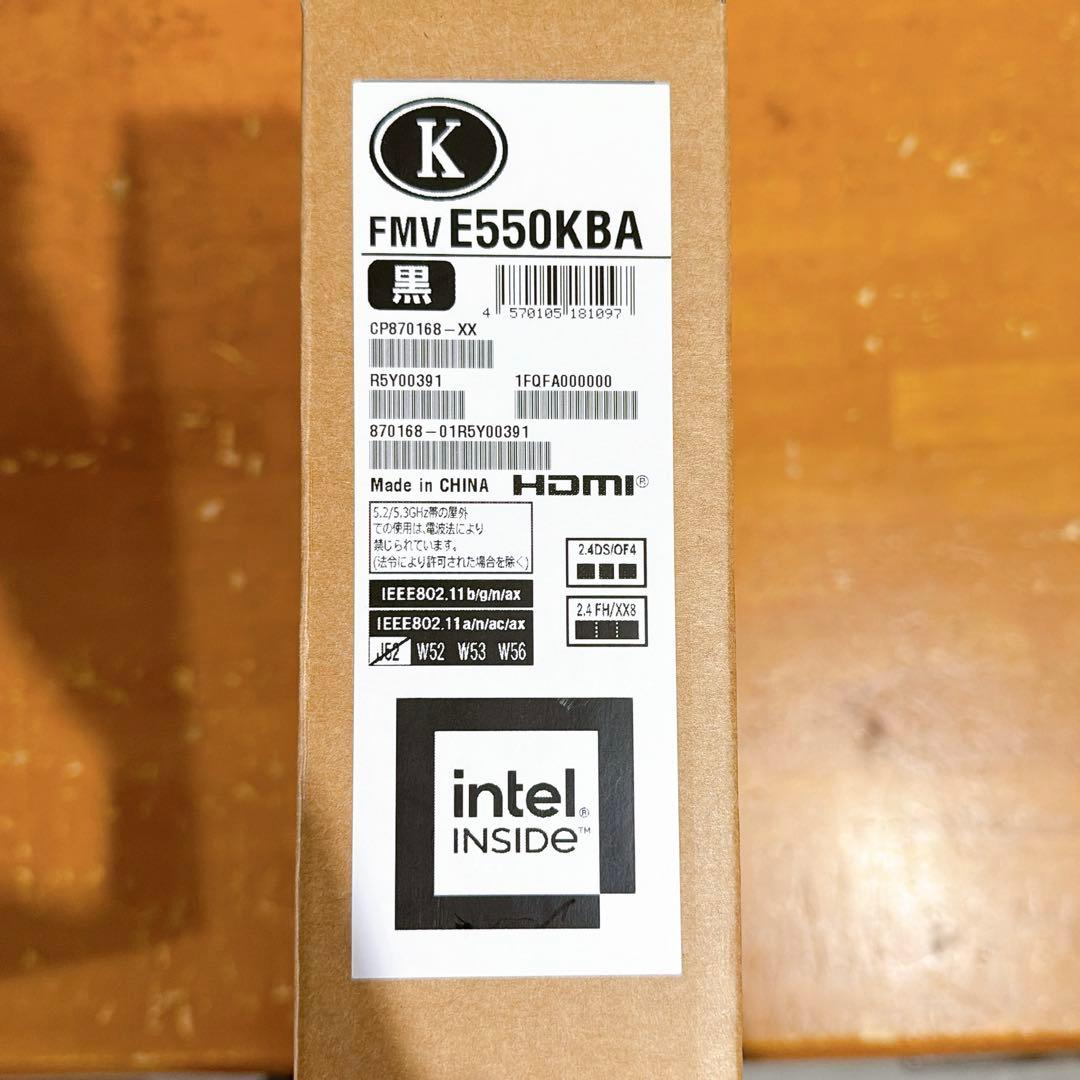 K
FMV E550KBA
黒
4 570105 181097
CP870168-XX
R5Y00391 1FQFA000000
870168-01R5Y00391
Made in CHINA HDMI®
5.2/5.3GHz帯の屋外
での使用は、電波法により
禁じられています。
(法令により許可された場合を除く)
2.4DS/OF4
IEEE802.11b/g/n/ax
2.4 FH/XX8
IEEE802.11a/n/ac/ax
J52 W52 W53 W56
intel®
INSIDe™